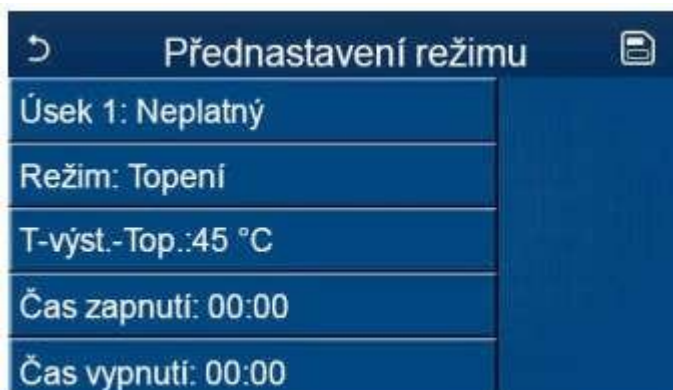 Přednastavení režimu
Úsek 1: Neplatný
Režim: Topení
T-výst.-Top.:45 °C
Čas zapnutí: 00:00
Čas vypnutí: 00:00